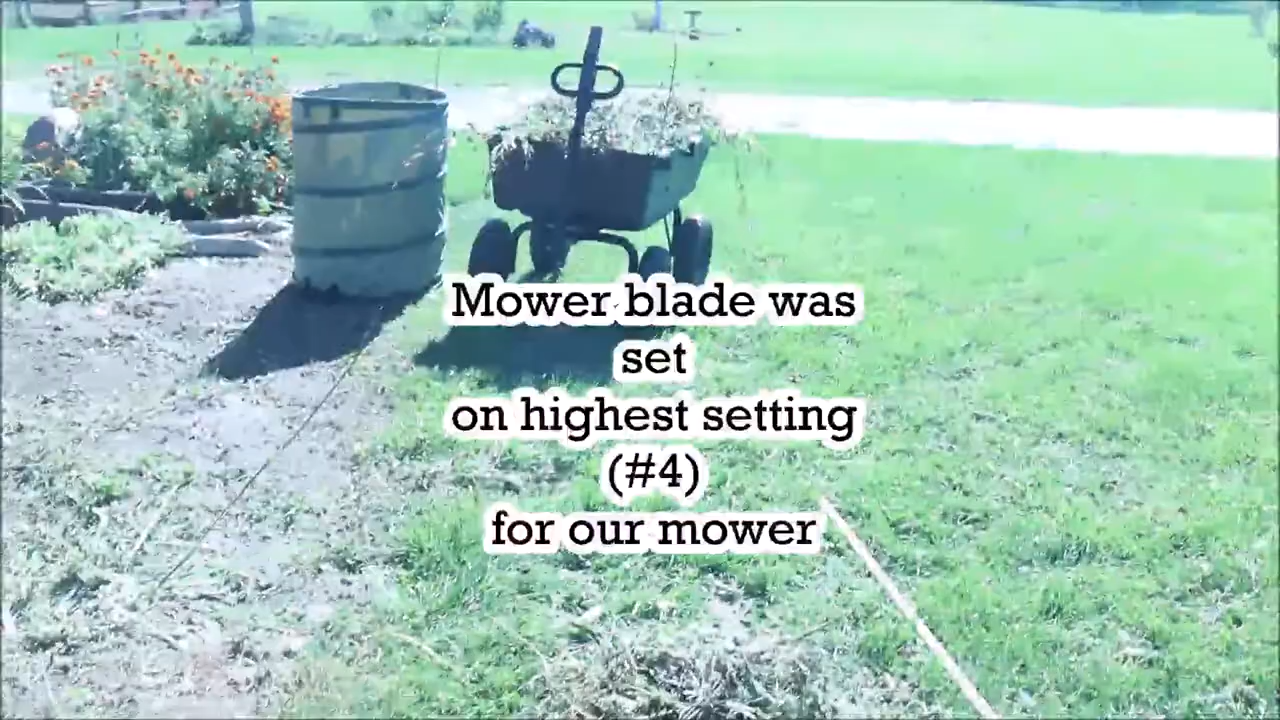 Mower blade was
set
on highest setting
(#4)
for our mower